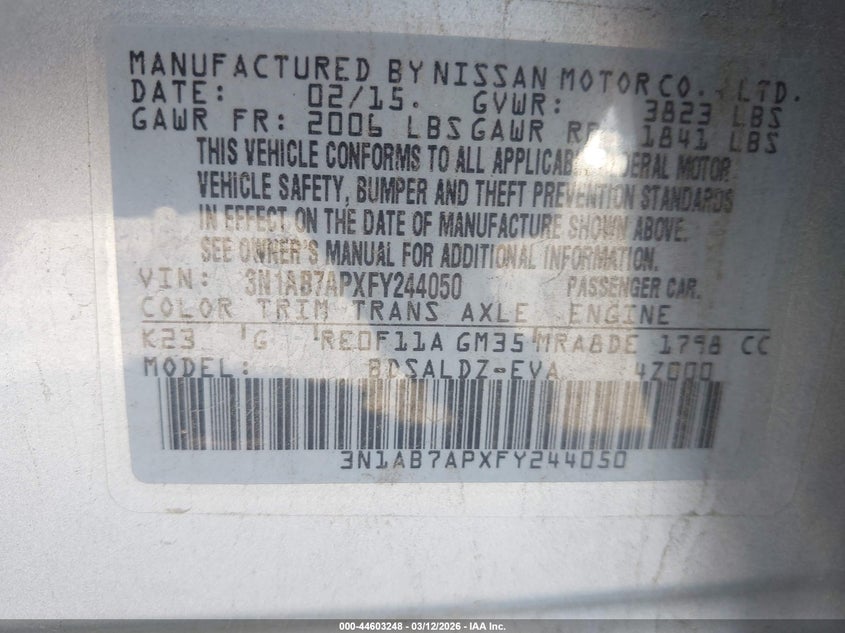 MANUFACTURED BY NISSAN MOTOR CO., LTD.
DATE: 02/15. GVWR: 3823 LBS
GAWR FR: 2006 LBS GAWR RR: 1841 LBS
THIS VEHICLE CONFORMS TO ALL APPLICABLE FEDERAL MOTOR
VEHICLE SAFETY, BUMPER AND THEFT PREVENTION STANDARDS
IN EFFECT ON THE DATE OF MANUFACTURE SHOWN ABOVE.
SEE OWNER'S MANUAL FOR ADDITIONAL INFORMATION.
VIN: 3N1AB7APXFY244050 PASSENGER CAR.
COLOR TRIM TRANS AXLE ENGINE
K23 G RE0F11A GM35 MRA8DE 1798 CC
MODEL: BDSALDZ-EVA 4Z000
3N1AB7APXFY244050
000-44603248 - 03/12/2026 - IAA Inc.